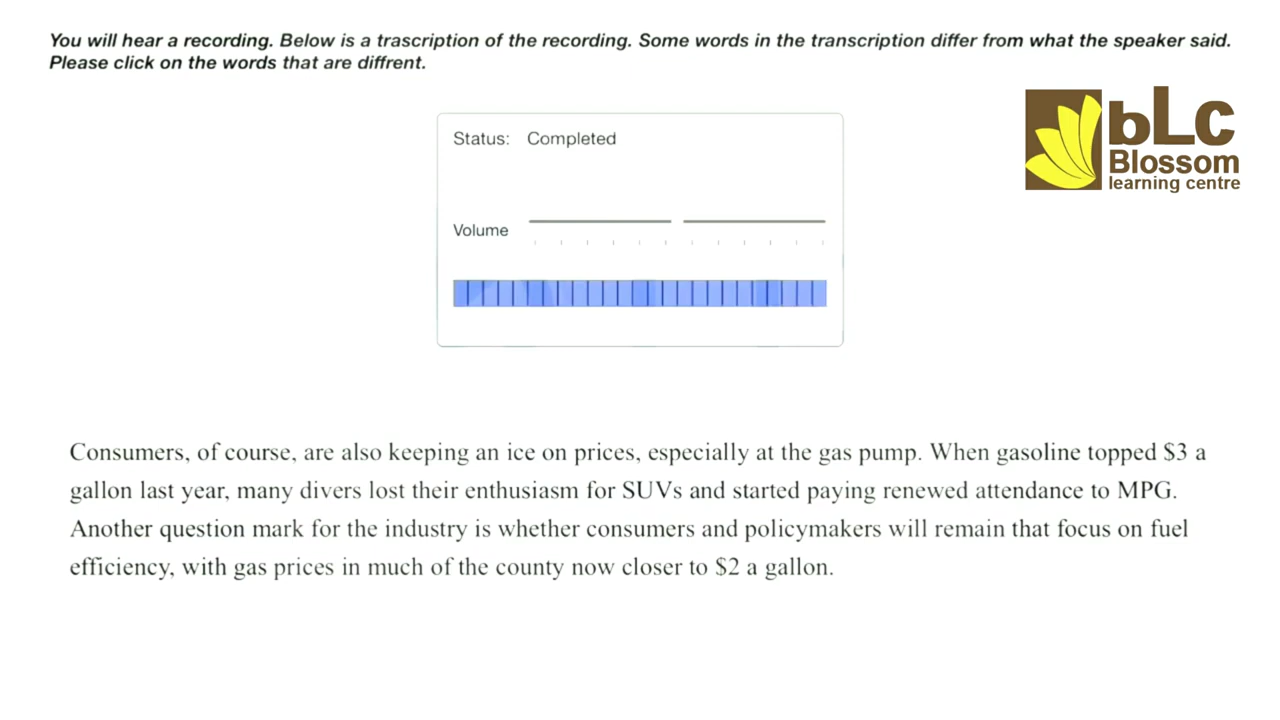 You will hear a recording. Below is a trascription of the recording. Some words in the transcription differ from what the speaker said.
Please click on the words that are diffrent.
bLc
Blossom
learning centre
Status: Completed
Volume
Consumers, of course, are also keeping an ice on prices, especially at the gas pump. When gasoline topped $3 a
gallon last year, many divers lost their enthusiasm for SUVs and started paying renewed attendance to MPG.
Another question mark for the industry is whether consumers and policymakers will remain that focus on fuel
efficiency, with gas prices in much of the county now closer to $2 a gallon.